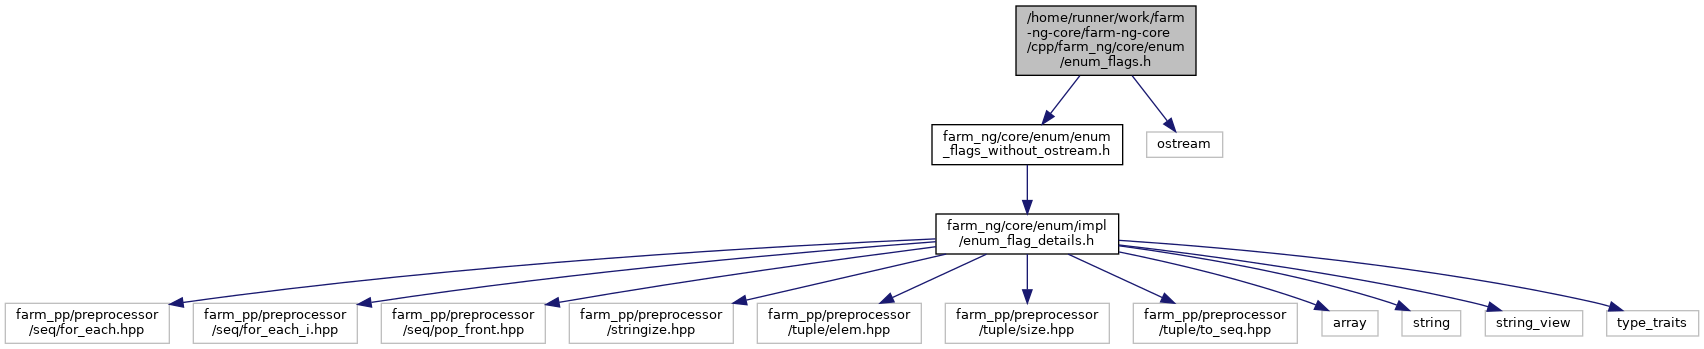 /home/runner/work/farm
-ng-core/farm-ng-core
/cpp/farm_ng/core/enum
/enum_flags.h
farm_ng/core/enum/enum
_flags_without_ostream.h
ostream
farm_ng/core/enum/impl
/enum_flag_details.h
farm_pp/preprocessor
/seq/for_each.hpp
farm_pp/preprocessor
/seq/for_each_i.hpp
farm_pp/preprocessor
/seq/pop_front.hpp
farm_pp/preprocessor
/stringize.hpp
farm_pp/preprocessor
/tuple/elem.hpp
farm_pp/preprocessor
/tuple/size.hpp
farm_pp/preprocessor
/tuple/to_seq.hpp
array
string
string_view
type_traits